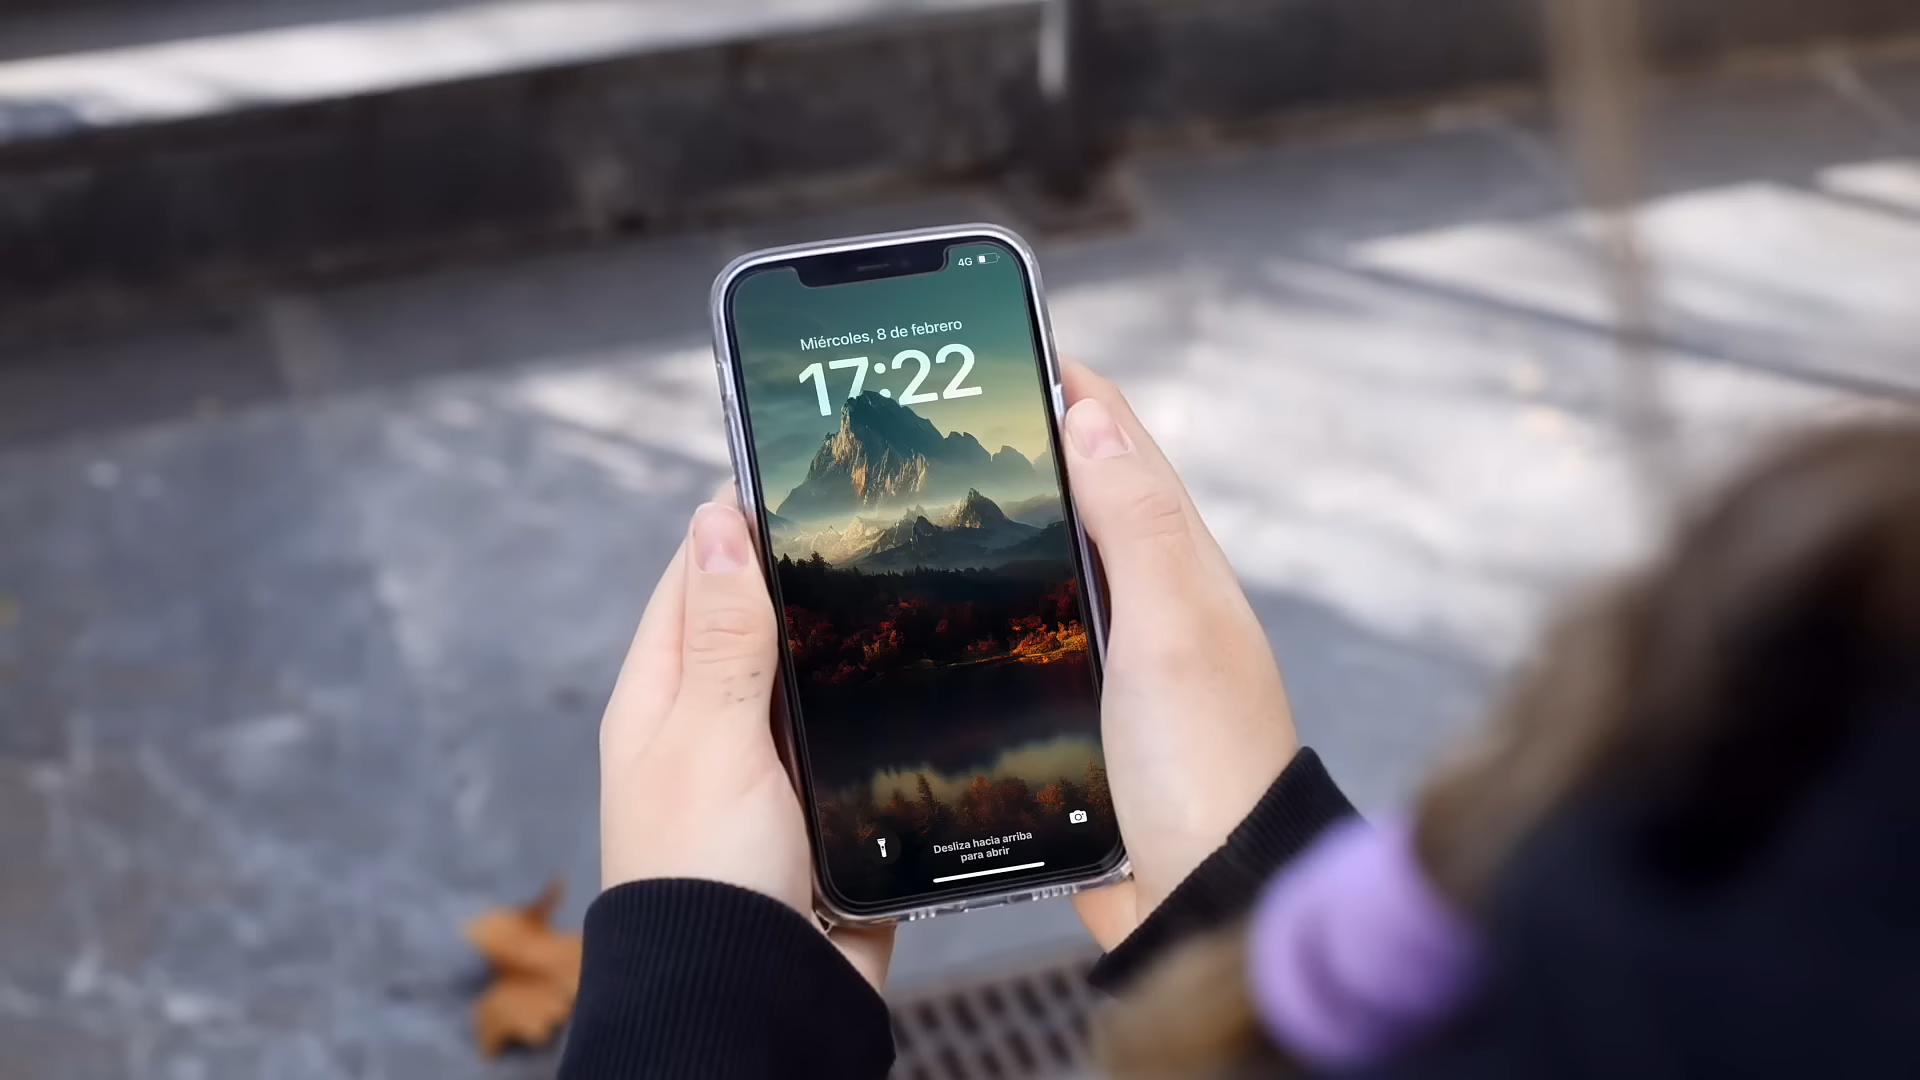 4G
Miércoles, 8 de febrero
17:22
Desliza hacia arriba
para abrir